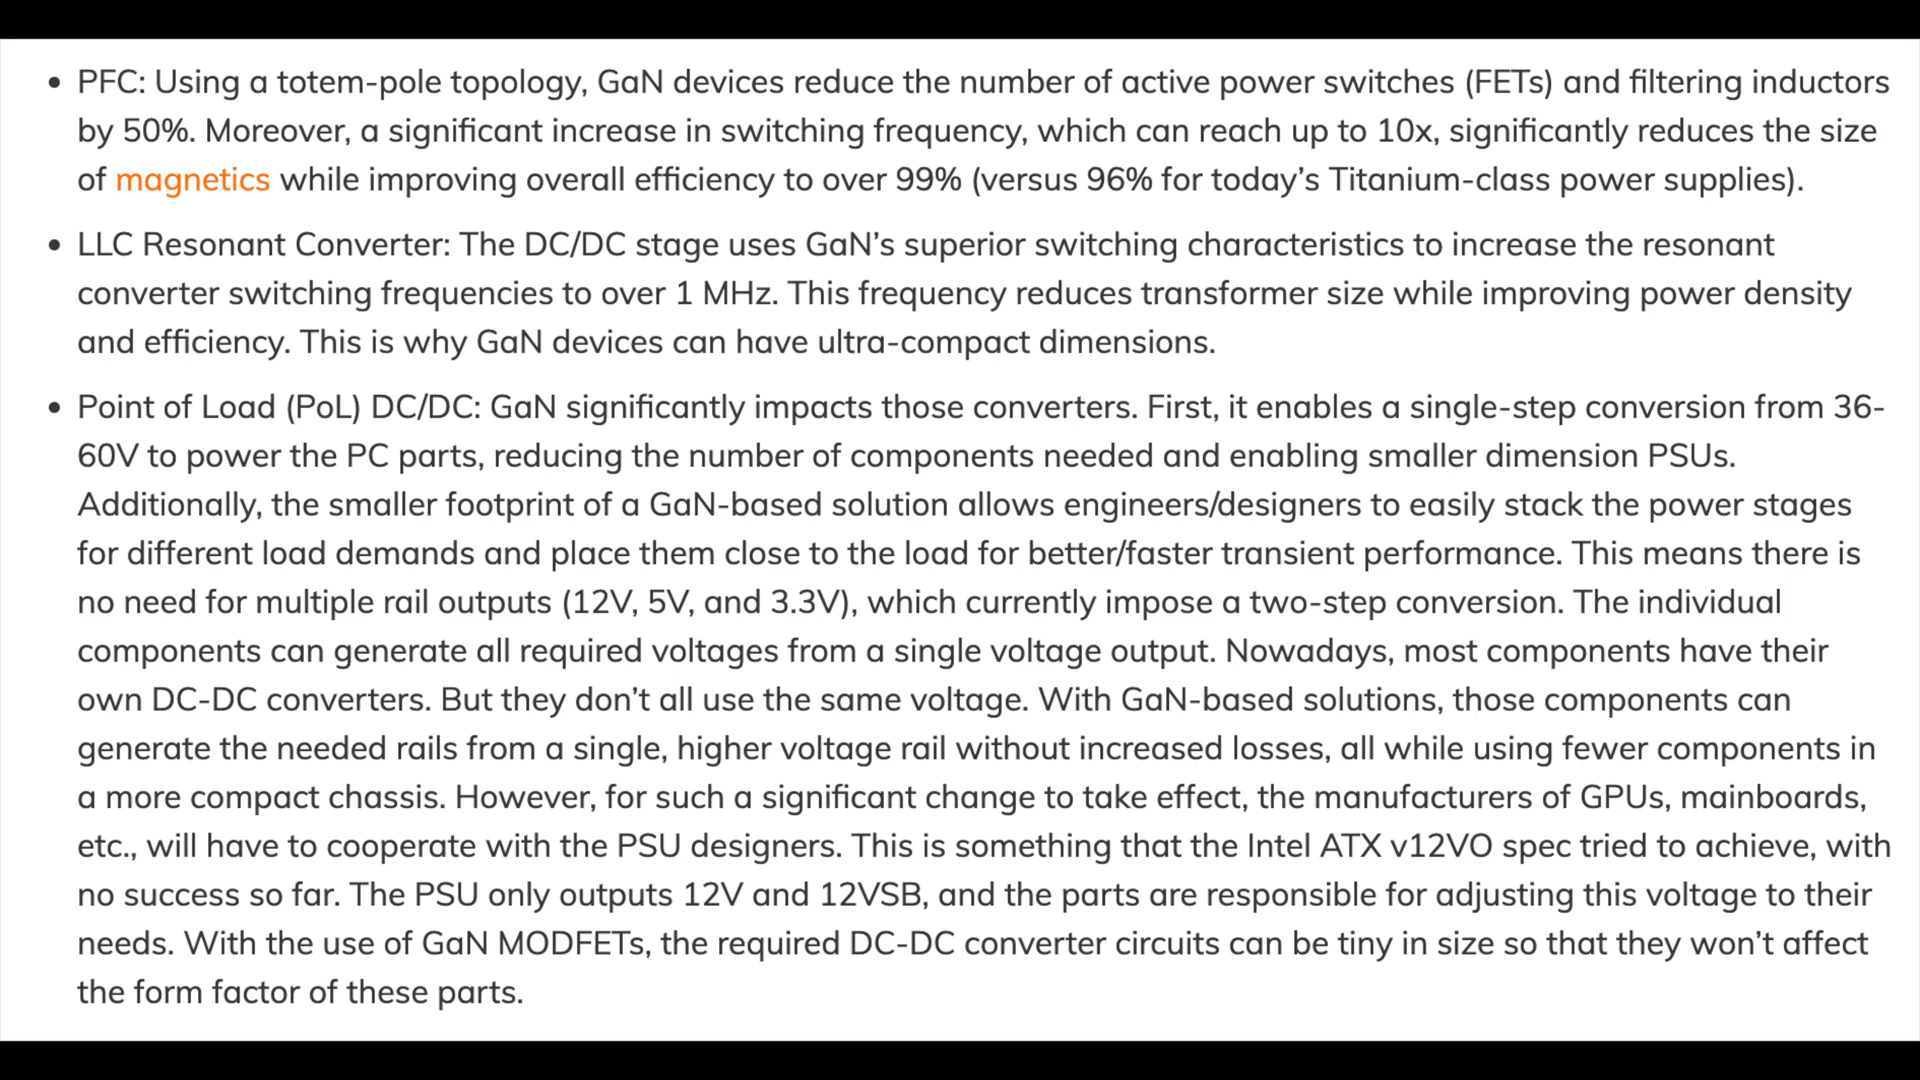 • PFC: Using a totem-pole topology, GaN devices reduce the number of active power switches (FETs) and filtering inductors
by 50%. Moreover, a significant increase in switching frequency, which can reach up to 10x, significantly reduces the size
of magnetics while improving overall efficiency to over 99% (versus 96% for today’s Titanium-class power supplies).
• LLC Resonant Converter: The DC/DC stage uses GaN’s superior switching characteristics to increase the resonant
converter switching frequencies to over 1 MHz. This frequency reduces transformer size while improving power density
and efficiency. This is why GaN devices can have ultra-compact dimensions.
• Point of Load (PoL) DC/DC: GaN significantly impacts those converters. First, it enables a single-step conversion from 36-
60V to power the PC parts, reducing the number of components needed and enabling smaller dimension PSUs.
Additionally, the smaller footprint of a GaN-based solution allows engineers/designers to easily stack the power stages
for different load demands and place them close to the load for better/faster transient performance. This means there is
no need for multiple rail outputs (12V, 5V, and 3.3V), which currently impose a two-step conversion. The individual
components can generate all required voltages from a single voltage output. Nowadays, most components have their
own DC-DC converters. But they don’t all use the same voltage. With GaN-based solutions, those components can
generate the needed rails from a single, higher voltage rail without increased losses, all while using fewer components in
a more compact chassis. However, for such a significant change to take effect, the manufacturers of GPUs, mainboards,
etc., will have to cooperate with the PSU designers. This is something that the Intel ATX v12VO spec tried to achieve, with
no success so far. The PSU only outputs 12V and 12VSB, and the parts are responsible for adjusting this voltage to their
needs. With the use of GaN MODFETs, the required DC-DC converter circuits can be tiny in size so that they won’t affect
the form factor of these parts.